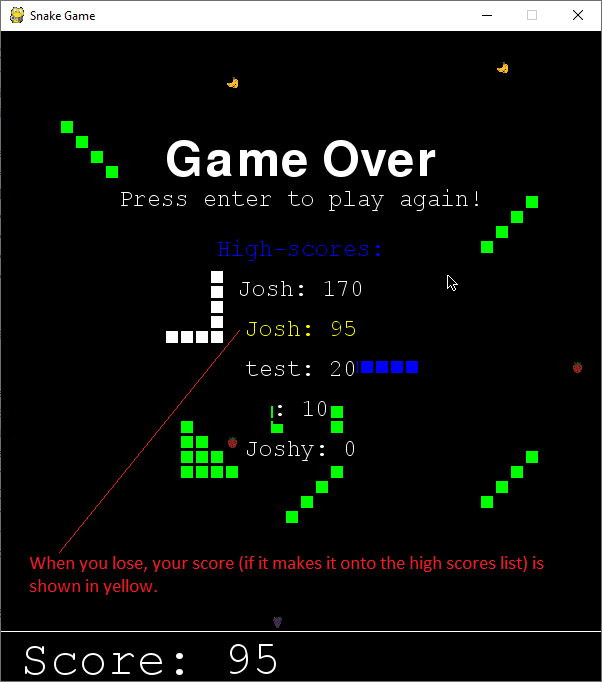 Snake Game
Game Over
Press enter to play again!
High-scores:
Josh: 170
Josh: 95
test: 20
: 10
Joshy: 0
When you lose, your score (if it makes it onto the high scores list) is
shown in yellow.
Score: 95